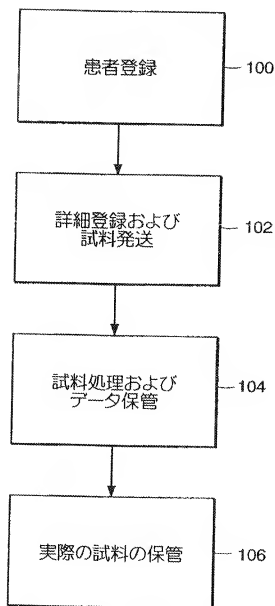 患者登録
100
詳細登録および
試料発送
102
試料処理および
データ保管
104
実際の試料の保管
106